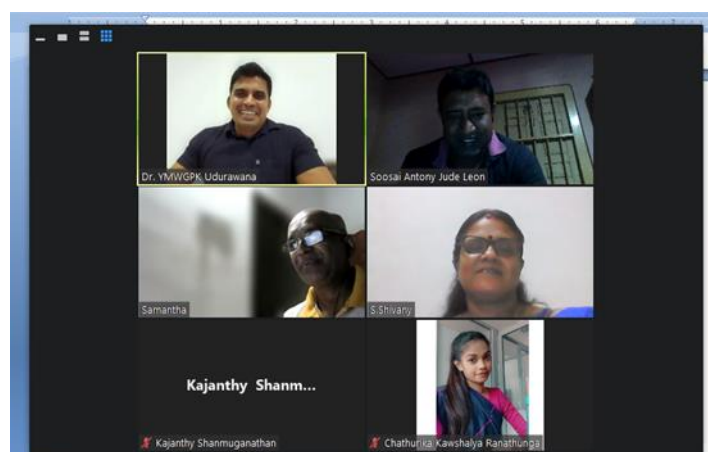 Dr. YMWGPK Udurawana
Soosai Antony Jude Leon
Samantha
S.Shivany
Kajanthy Shanm...
Kajanthy Shanmuganathan
Chathurika Kawshalya Ranathunga